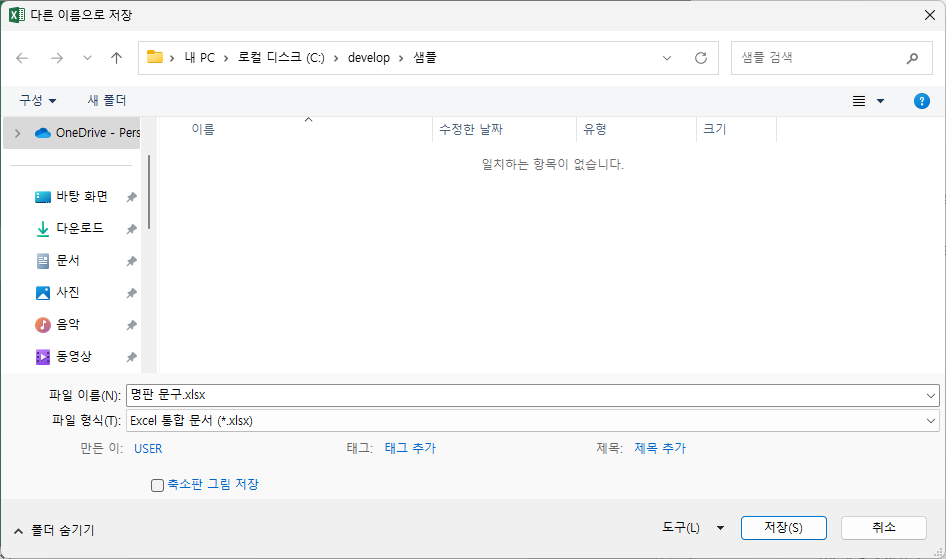 다른 이름으로 저장
내 PC 로컬 디스크 (C:) develop 샘플
샘플 검색
구성 새 폴더
OneDrive - Pers
이름 수정한 날짜 유형 크기
일치하는 항목이 없습니다.
바탕 화면
다운로드
문서
사진
음악
동영상
파일 이름(N): 명판 문구.xlsx
파일 형식(T): Excel 통합 문서 (*.xlsx)
만든 이: USER 태그: 태그 추가 제목: 제목 추가
축소판 그림 저장
폴더 숨기기 도구(L) 저장(S) 취소